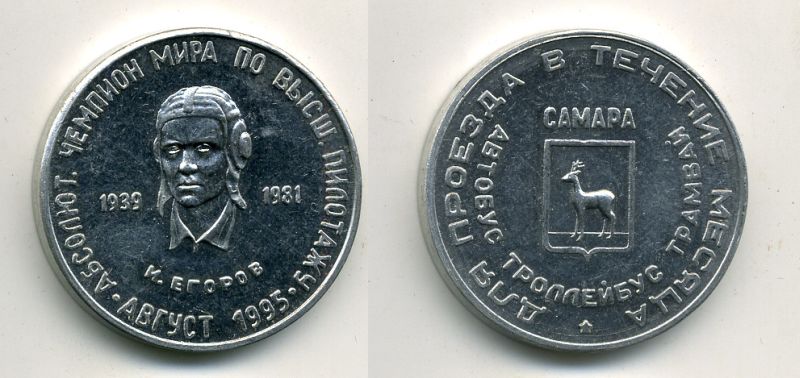 АБСОЛЮТ. ЧЕМПИОН МИРА ПО ВЫСШ. ПИЛОТАЖУ
1939 1981
И. ЕГОРОВ
АВГУСТ 1995
ДЛЯ ПРОЕЗДА В ТЕЧЕНИЕ МЕСЯЦА
САМАРА
АВТОБУС ТРОЛЛЕЙБУС ТРАМВАЙ